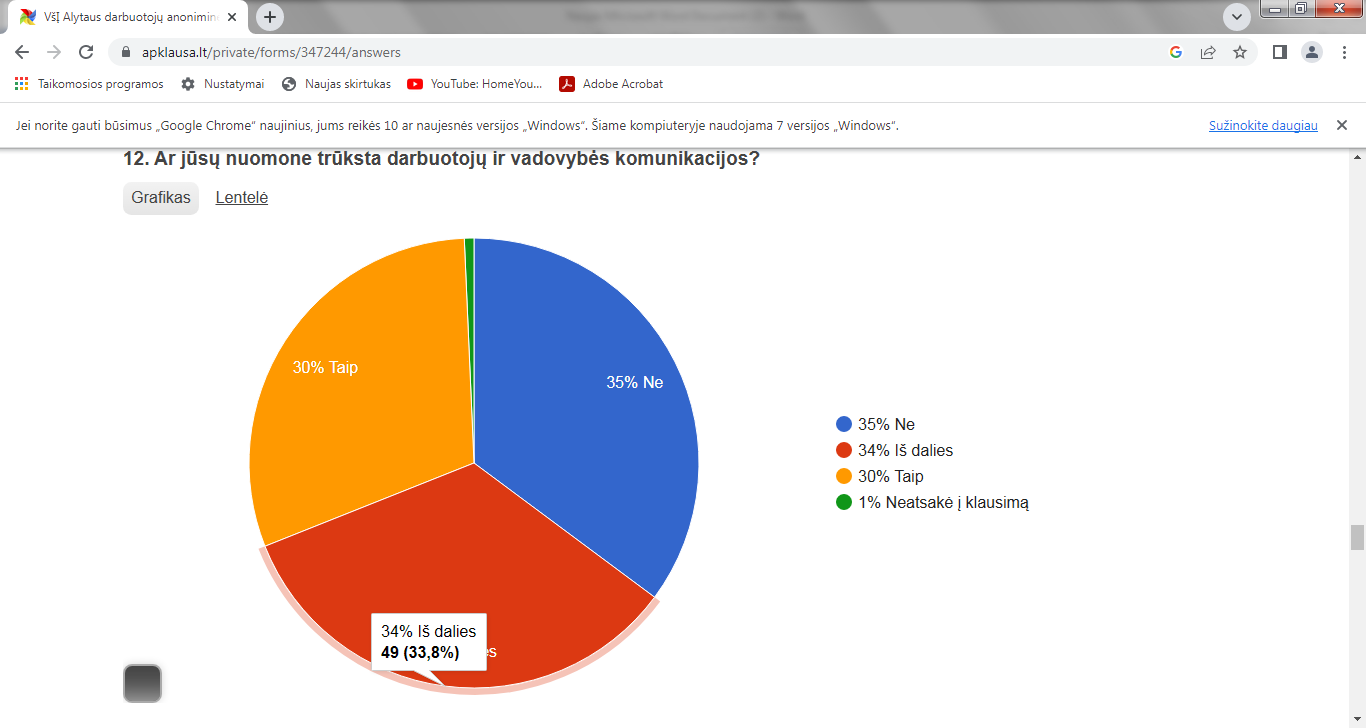 VšĮ Alytaus darbuotojų anonimin
apklausa.lt/private/forms/347244/answers
Taikomosios programos
Nustatymai
Naujas skirtukas
YouTube: HomeYou...
Adobe Acrobat
Jei norite gauti būsimus „Google Chrome“ naujinius, jums reikės 10 ar naujesnės versijos „Windows“. Šiame kompiuteryje naudojama 7 versijos „Windows“.
Sužinokite daugiau
12. Ar jūsų nuomone trūksta darbuotojų ir vadovybės komunikacijos?
Grafikas
Lentelė
30% Taip
35% Ne
34% Iš dalies
49 (33,8%)
es
35% Ne
34% Iš dalies
30% Taip
1% Neatsakė į klausimą